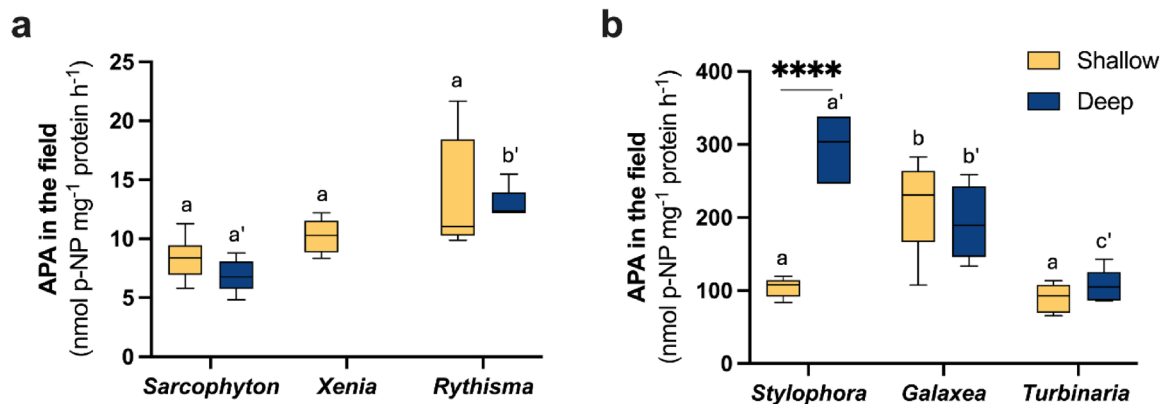 a
APA in the field
(nmol p-NP mg⁻¹ protein h⁻¹)
25
20
15
10
5
0
a
a'
a
a
b'
Sarcophyton Xenia Rythisma
b
APA in the field
(nmol p-NP mg⁻¹ protein h⁻¹)
400
300
200
100
0
****
a
a'
b
b'
a
c'
Shallow
Deep
Stylophora Galaxea Turbinaria